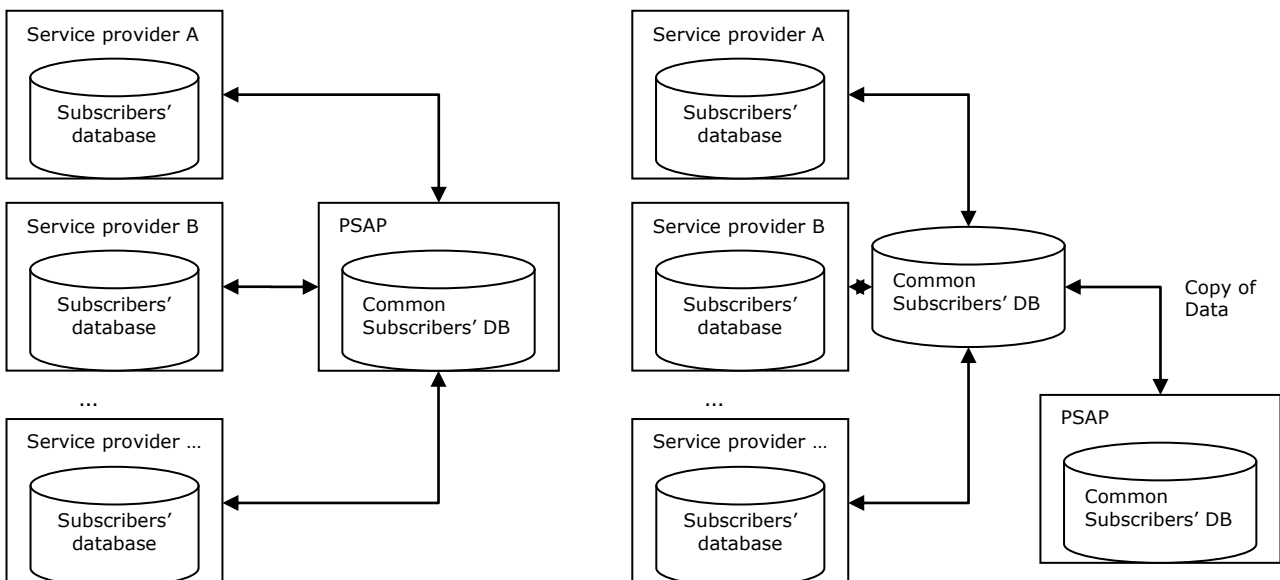 Service provider A
Subscribers’
database
Service provider B
Subscribers’
database
...
Service provider ...
Subscribers’
database
PSAP
Common
Subscribers’ DB
Service provider A
Subscribers’
database
Service provider B
Subscribers’
database
...
Service provider ...
Subscribers’
database
Common
Subscribers’ DB
Copy of
Data
PSAP
Common
Subscribers’ DB